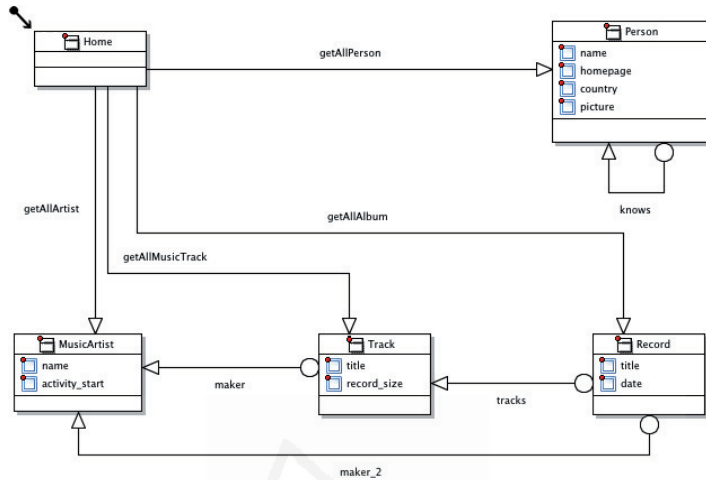 Home
Person
name
homepage
country
picture
getAllPerson
knows
getAllArtist
getAllAlbum
getAllMusicTrack
MusicArtist
name
activity_start
Track
title
record_size
Record
title
date
maker
tracks
maker_2